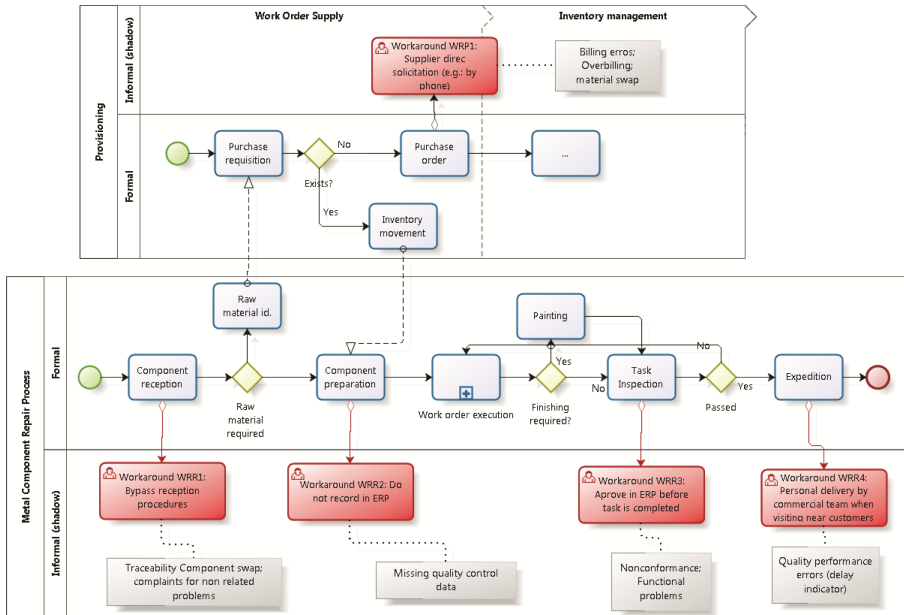 Work Order Supply
Inventory management
Provisioning
Informal (shadow)
Workaround WRP1:
Supplier direc
solicitation (e.g.: by
phone)
Billing erros;
Overbilling;
material swap
Formal
Purchase
requisition
No
Exists?
Yes
Purchase
order
...
Inventory
movement
Metal Component Repair Process
Formal
Raw
material id.
Painting
Component
reception
Raw
material
required
Component
preparation
Work order execution
Yes
No
Finishing
required?
Task
Inspection
No
Yes
Passed
Expedition
Informal (shadow)
Workaround WRR1:
Bypass reception
procedures
Workaround WRR2: Do
not record in ERP
Workaround WRR3:
Aprove in ERP before
task is completed
Workaround WRR4:
Personal delivery by
commercial team when
visiting near customers
Traceability Component swap;
complaints for non related
problems
Missing quality control
data
Nonconformance;
Functional
problems
Quality performance
errors (delay
indicator)